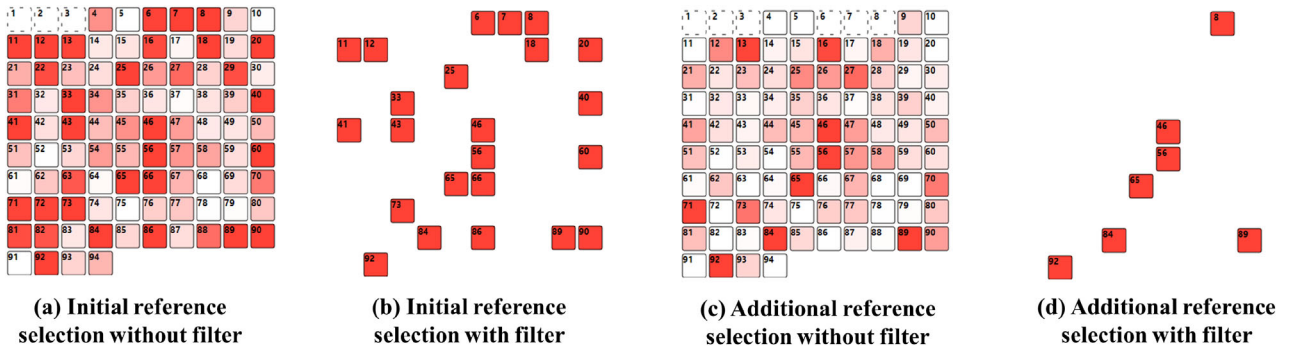 1 2 3 4 5 6 7 8 9 10
11 12 13 14 15 16 17 18 19 20
21 22 23 24 25 26 27 28 29 30
31 32 33 34 35 36 37 38 39 40
41 42 43 44 45 46 47 48 49 50
51 52 53 54 55 56 57 58 59 60
61 62 63 64 65 66 67 68 69 70
71 72 73 74 75 76 77 78 79 80
81 82 83 84 85 86 87 88 89 90
91 92 93 94
(a) Initial reference
selection without filter
6 7 8
11 12 18 20
25
33 40
41 43 46
56 60
65 66
73
84 86 89 90
92
(b) Initial reference
selection with filter
1 2 3 4 5 6 7 8 9 10
11 12 13 14 15 16 17 18 19 20
21 22 23 24 25 26 27 28 29 30
31 32 33 34 35 36 37 38 39 40
41 42 43 44 45 46 47 48 49 50
51 52 53 54 55 56 57 58 59 60
61 62 63 64 65 66 67 68 69 70
71 72 73 74 75 76 77 78 79 80
81 82 83 84 85 86 87 88 89 90
91 92 93 94
(c) Additional reference
selection without filter
8
46
56
65
84 89
92
(d) Additional reference
selection with filter